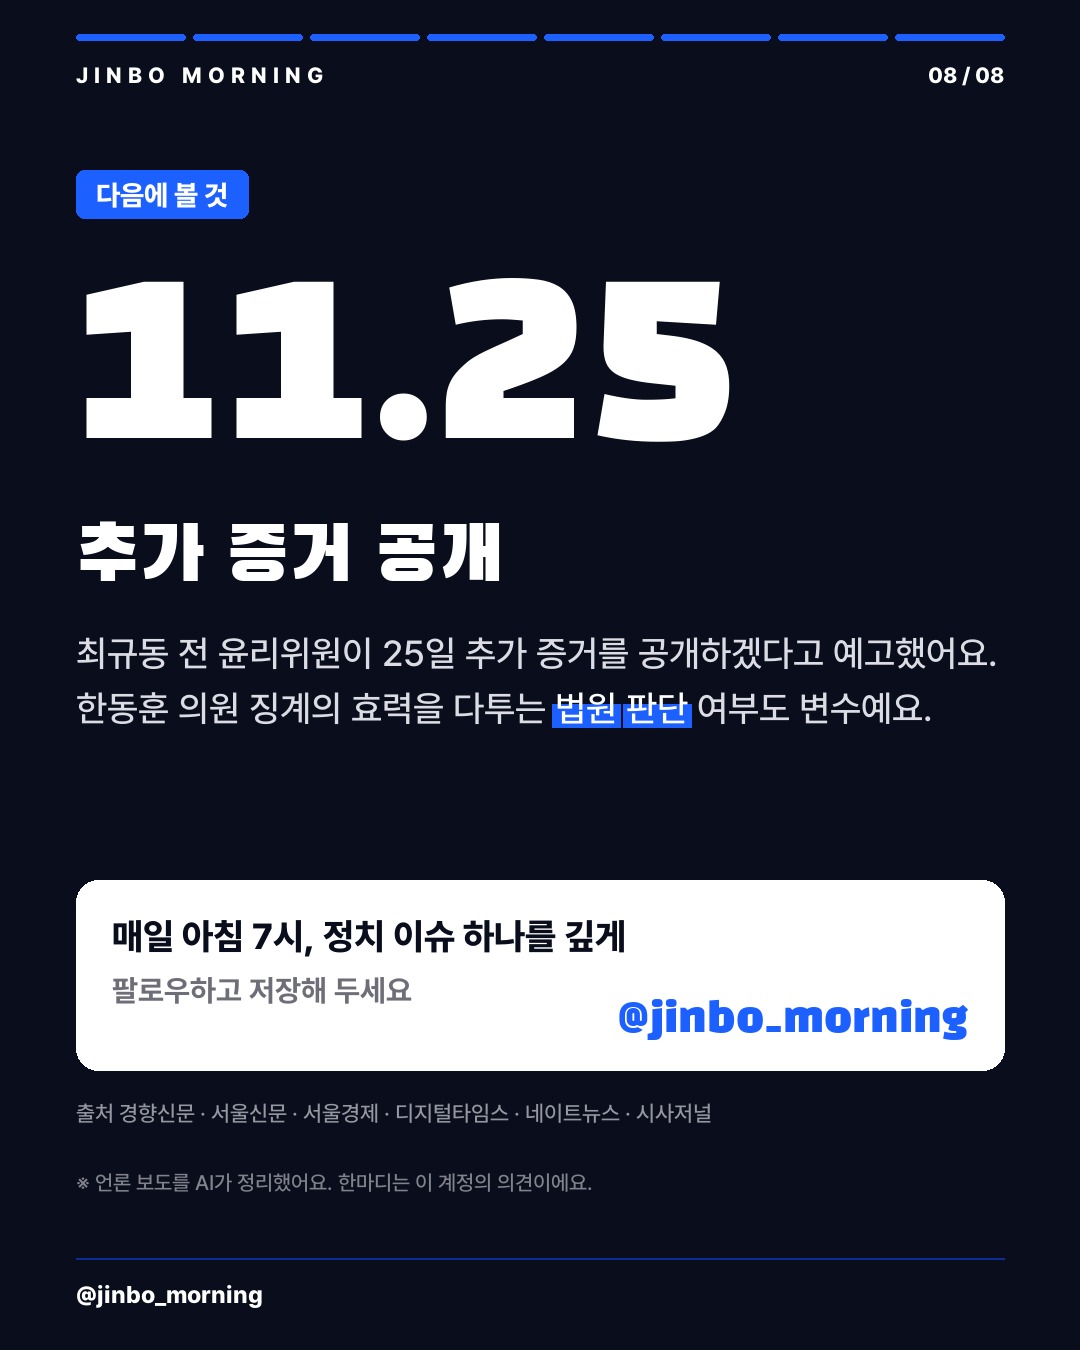 JINBO MORNING
08 / 08
다음에 볼 것
11.25
추가 증거 공개
최규동 전 윤리위원이 25일 추가 증거를 공개하겠다고 예고했어요.
한동훈 의원 징계의 효력을 다투는 법원 판단 여부도 변수예요.
매일 아침 7시, 정치 이슈 하나를 깊게
팔로우하고 저장해 두세요
@jinbo_morning
출처 경향신문 · 서울신문 · 서울경제 · 디지털타임스 · 네이트뉴스 · 시사저널
※ 언론 보도를 AI가 정리했어요. 한마디는 이 계정의 의견이에요.
@jinbo_morning